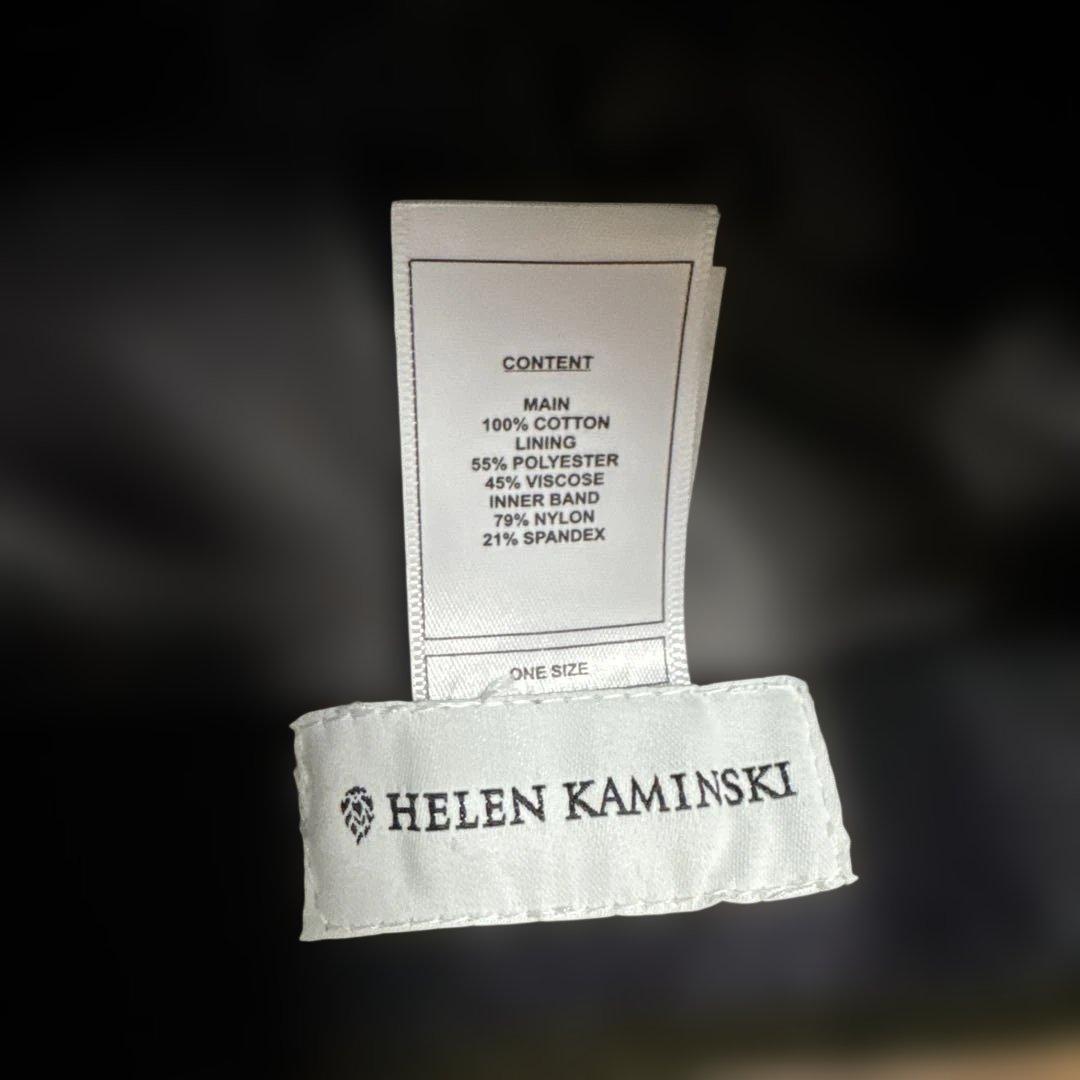 CONTENT
MAIN
100% COTTON
LINING
55% POLYESTER
45% VISCOSE
INNER BAND
79% NYLON
21% SPANDEX
ONE SIZE
HELEN KAMINSKI